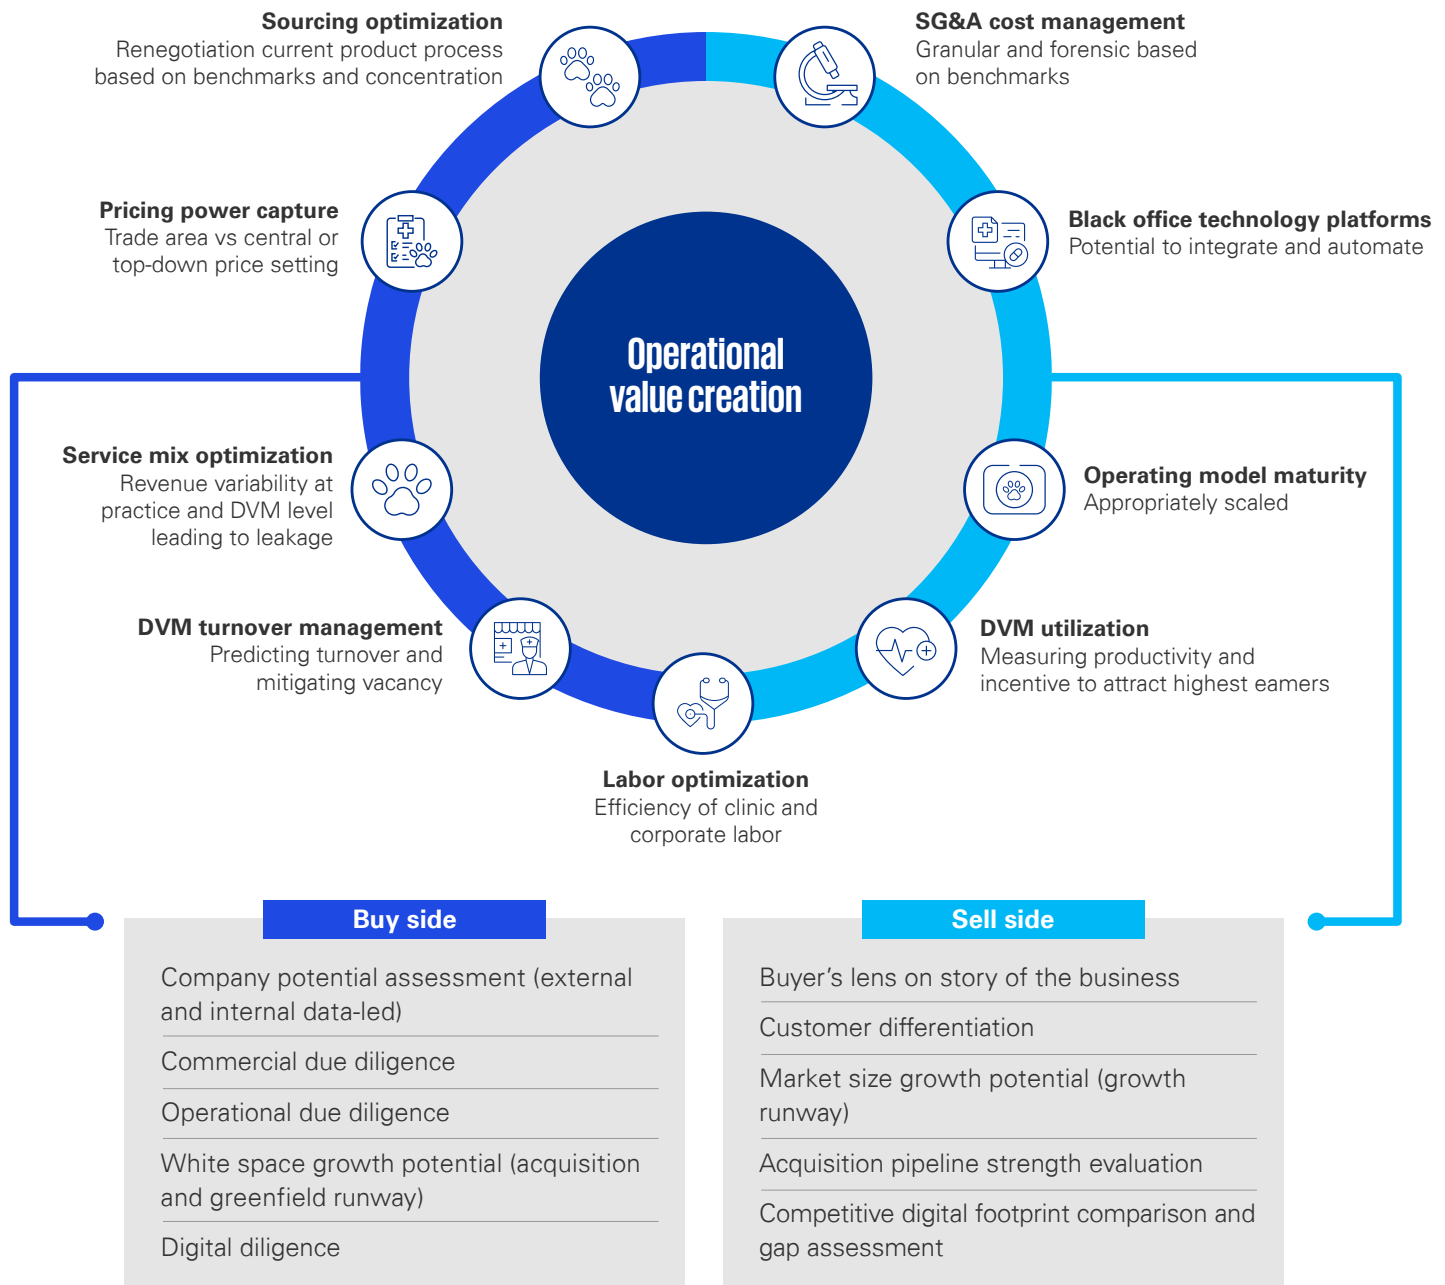 Sourcing optimization
Renegotiation current product process
based on benchmarks and concentration
SG&A cost management
Granular and forensic based
on benchmarks
Pricing power capture
Trade area vs central or
top-down price setting
Black office technology platforms
Potential to integrate and automate
Operational
value creation
Service mix optimization
Revenue variability at
practice and DVM level
leading to leakage
Operating model maturity
Appropriately scaled
DVM turnover management
Predicting turnover and
mitigating vacancy
DVM utilization
Measuring productivity and
incentive to attract highest eamers
Labor optimization
Efficiency of clinic and
corporate labor
Buy side
Company potential assessment (external
and internal data-led)
Commercial due diligence
Operational due diligence
White space growth potential (acquisition
and greenfield runway)
Digital diligence
Sell side
Buyer’s lens on story of the business
Customer differentiation
Market size growth potential (growth
runway)
Acquisition pipeline strength evaluation
Competitive digital footprint comparison and
gap assessment